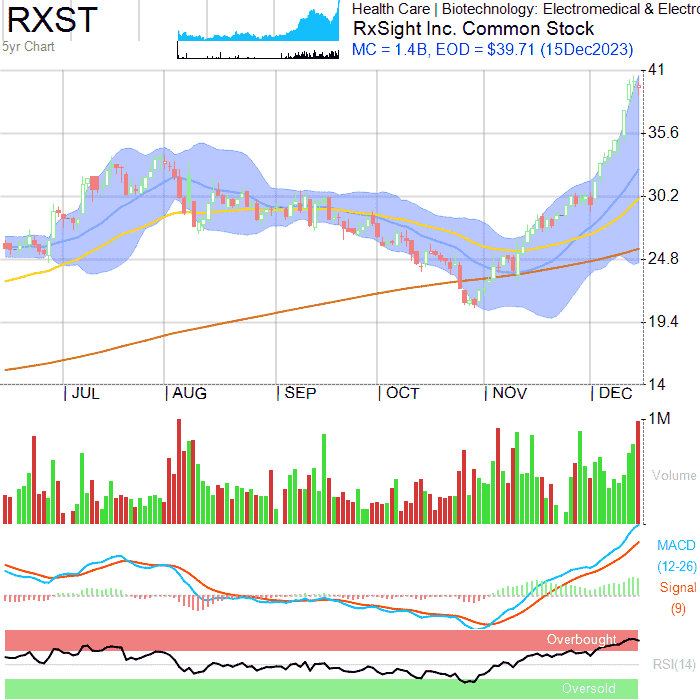 RXST
5yr Chart
Health Care | Biotechnology: Electromedical & Electro
RxSight Inc. Common Stock
MC = 1.4B, EOD = $39.71 (15Dec2023)
41
35.6
30.2
24.8
19.4
14
JUL
AUG
SEP
OCT
NOV
DEC
1M
Volume
MACD
(12-26)
Signal
(9)
Overbought
RSI(14)
Oversold